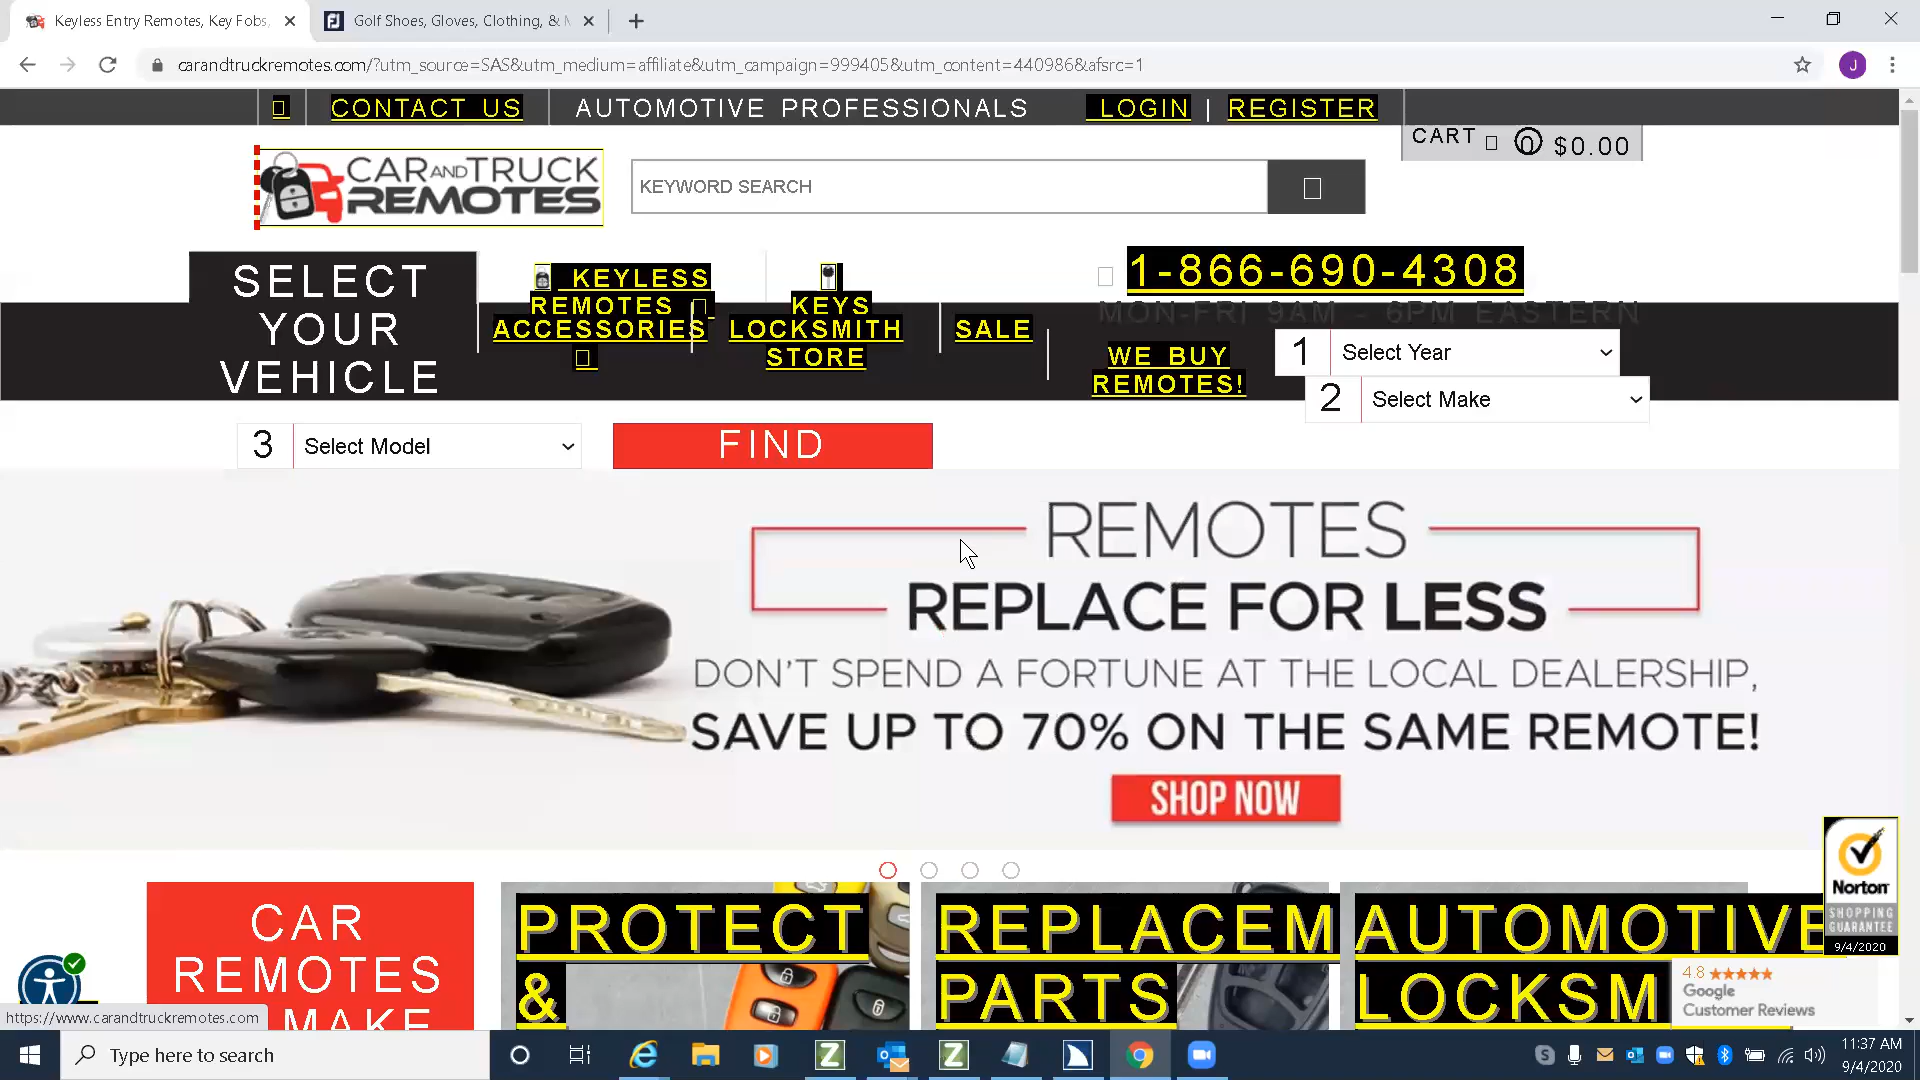 Keyless Entry Remotes, Key Fobs,
Golf Shoes, Gloves, Clothing, &
carandtruckremotes.com/?utm_source=SAS&utm_medium=affiliate&utm_campaign=999405&utm_content=440986&afsrc=1
J
CONTACT US
AUTOMOTIVE PROFESSIONALS
LOGIN | REGISTER
CART 0 $0.00
CAR AND TRUCK
REMOTES
KEYWORD SEARCH
SELECT
YOUR
VEHICLE
KEYLESS
REMOTES
KEYS
ACCESSORIES
LOCKSMITH
STORE
SALE
1-866-690-4308
MON-FRI 9AM - 6PM EASTERN
WE BUY
REMOTES!
1 Select Year
2 Select Make
3 Select Model
FIND
REMOTES
REPLACE FOR LESS
DON'T SPEND A FORTUNE AT THE LOCAL DEALERSHIP,
SAVE UP TO 70% ON THE SAME REMOTE!
SHOP NOW
CAR
REMOTES
MAKE
PROTECT
&
REPLACEM
PARTS
AUTOMOTIVE
LOCKSM
Norton
SHOPPING
GUARANTEE
9/4/2020
4.8 ★★★★★
Google
Customer Reviews
https://www.carandtruckremotes.com
Type here to search
11:37 AM
9/4/2020